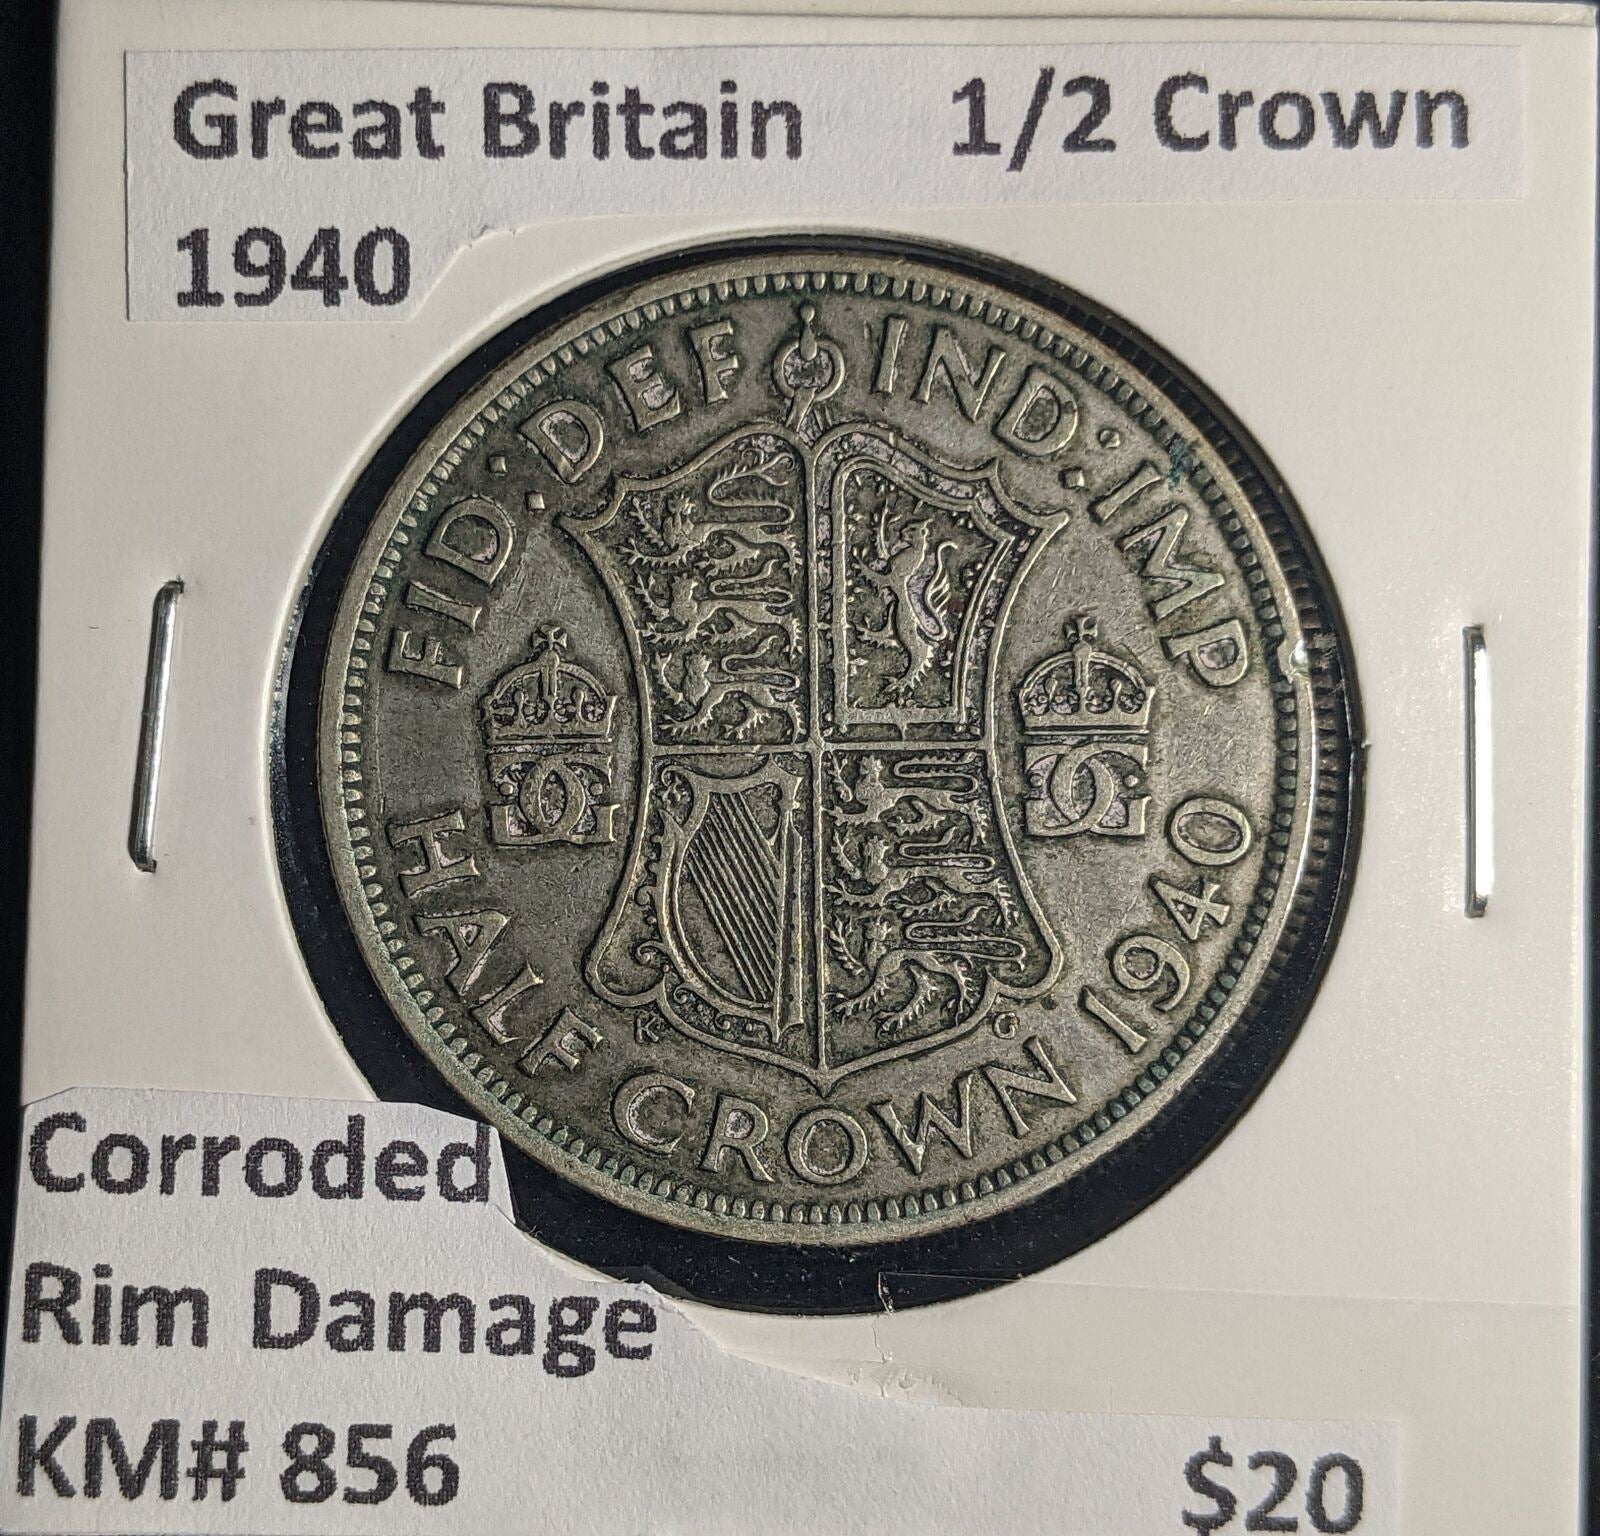 Great Britain 1/2 Crown
1940
FID: DEF IND: IMP
HALF CROWN 1940
K G
Corroded
Rim Damage
KM# 856
$20